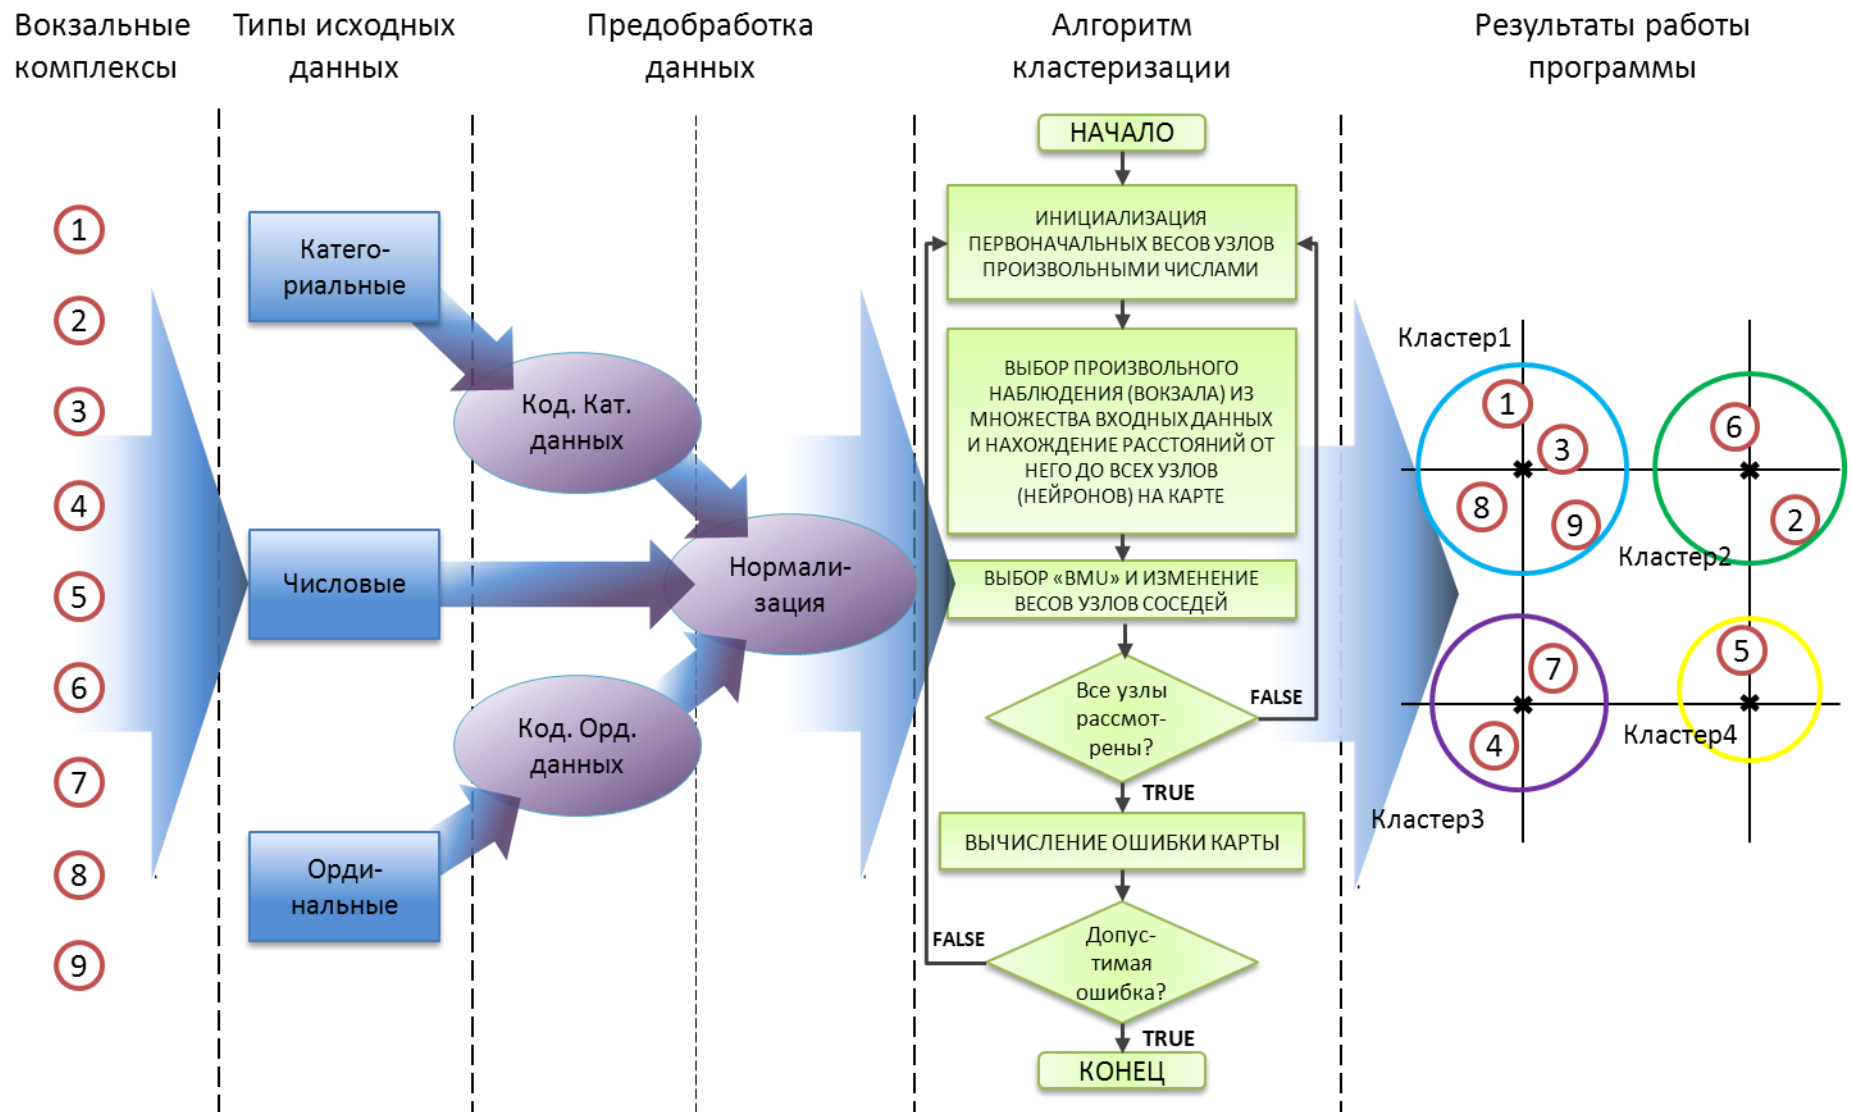 Вокзальные
комплексы
Типы исходных
данных
Предобработка
данных
Алгоритм
кластеризации
Результаты работы
программы
1
2
3
4
5
6
7
8
9
Катего-
риальные
Числовые
Орди-
нальные
Код. Кат.
данных
Нормали-
зация
Код. Орд.
данных
НАЧАЛО
ИНИЦИАЛИЗАЦИЯ
ПЕРВОНАЧАЛЬНЫХ ВЕСОВ УЗЛОВ
ПРОИЗВОЛЬНЫМИ ЧИСЛАМИ
ВЫБОР ПРОИЗВОЛЬНОГО
НАБЛЮДЕНИЯ (ВОКЗАЛА) ИЗ
МНОЖЕСТВА ВХОДНЫХ ДАННЫХ
И НАХОЖДЕНИЕ РАССТОЯНИЙ ОТ
НЕГО ДО ВСЕХ УЗЛОВ
(НЕЙРОНОВ) НА КАРТЕ
ВЫБОР «BMU» И ИЗМЕНЕНИЕ
ВЕСОВ УЗЛОВ СОСЕДЕЙ
Все узлы
рассмот-
рены?
FALSE
TRUE
ВЫЧИСЛЕНИЕ ОШИБКИ КАРТЫ
FALSE
Допус-
тимая
ошибка?
TRUE
КОНЕЦ
Кластер1
1
3
8
9
6
2
Кластер2
7
4
Кластер3
5
Кластер4